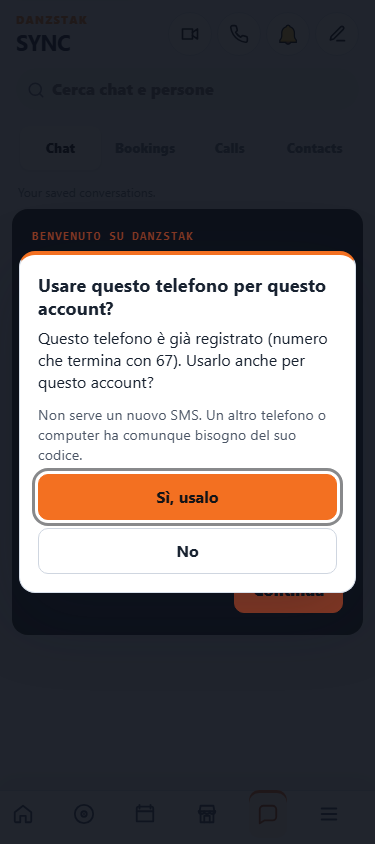 DANZSTAK
SYNC
Cerca chat e persone
Chat
Bookings
Calls
Contacts
Your saved conversations.
BENVENUTO SU DANZSTAK
Usare questo telefono per questo
account?
Questo telefono è già registrato (numero
che termina con 67). Usarlo anche per
questo account?
Non serve un nuovo SMS. Un altro telefono o
computer ha comunque bisogno del suo
codice.
Sì, usalo
No
Continua